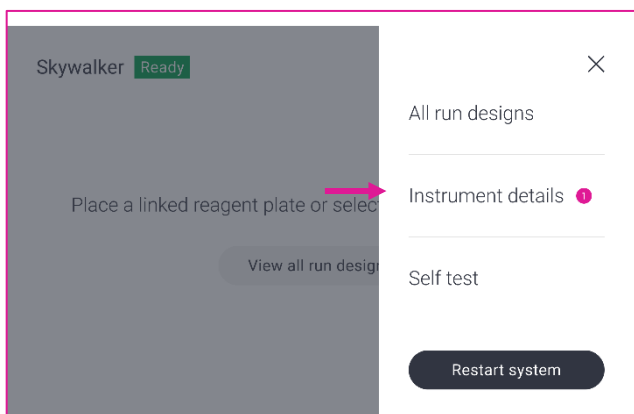 Skywalker Ready
Place a linked reagent plate or selec
View all run desig
All run designs
Instrument details 1
Self test
Restart system